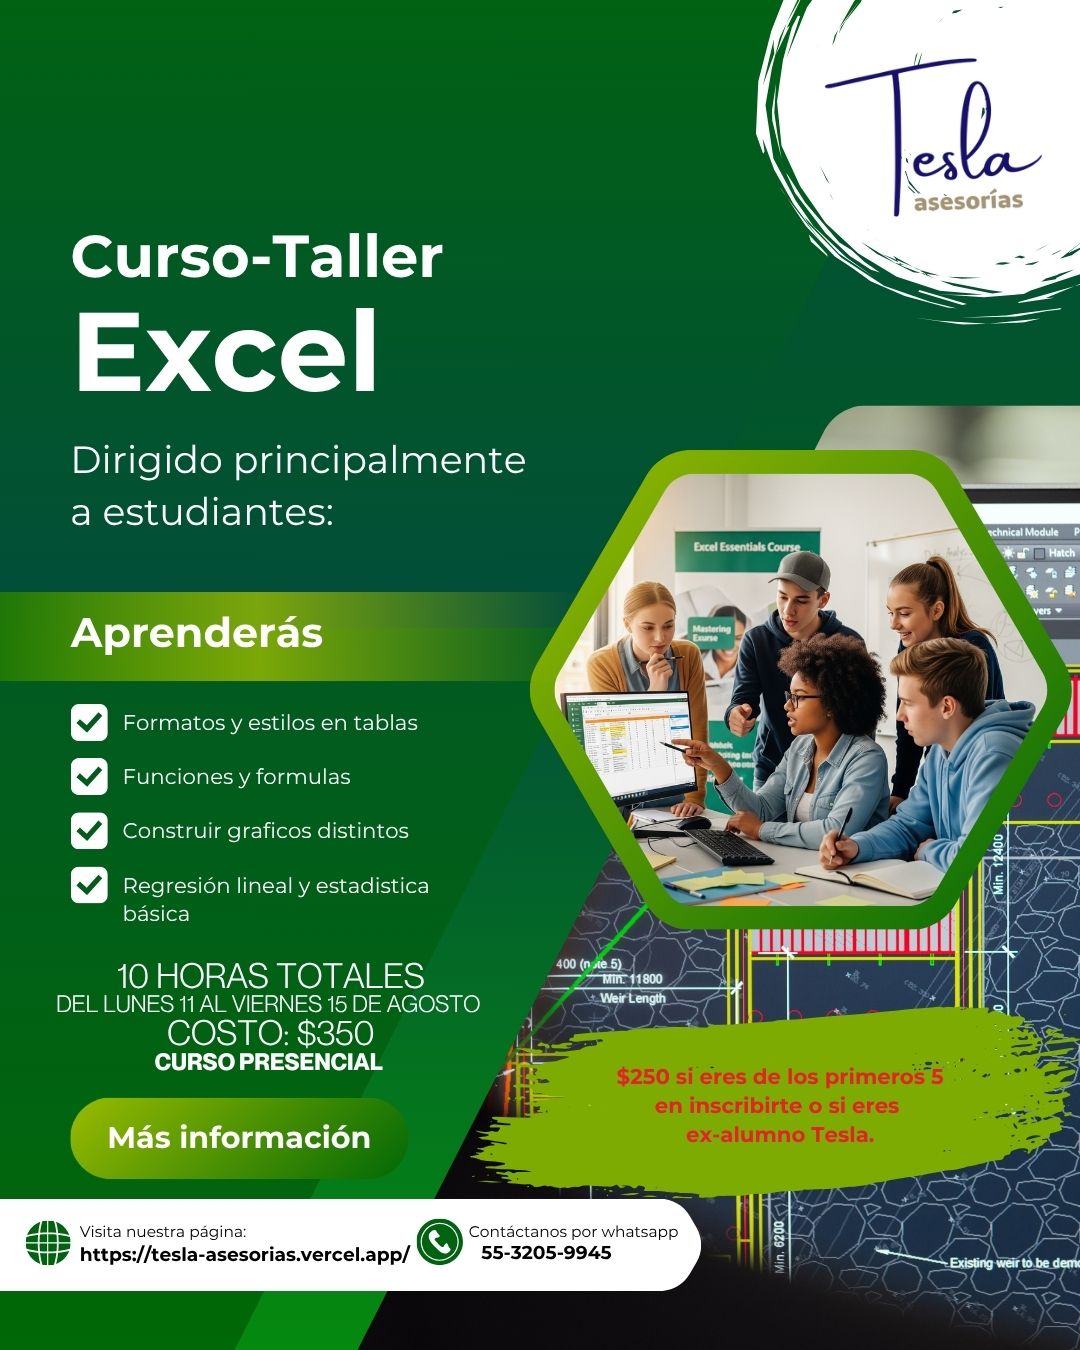 Tesla
asesorías
Curso-Taller
Excel
Dirigido principalmente
a estudiantes:
Aprenderás
Formatos y estilos en tablas
Funciones y formulas
Construir graficos distintos
Regresión lineal y estadistica
básica
10 HORAS TOTALES
DEL LUNES 11 AL VIERNES 15 DE AGOSTO
COSTO: $350
CURSO PRESENCIAL
Más información
Visita nuestra página:
https://tesla-asesorias.vercel.app/
Contáctanos por whatsapp
55-3205-9945
$250 si eres de los primeros 5
en inscribirte o si eres
ex-alumno Tesla.
Excel Essentials Course
Mastering
Exurse
echnical Module
Hatch
yers
Min. 12400
400 (note 5)
Min. 11800
Weir Length
Min. 6200
Existing weir to be demo